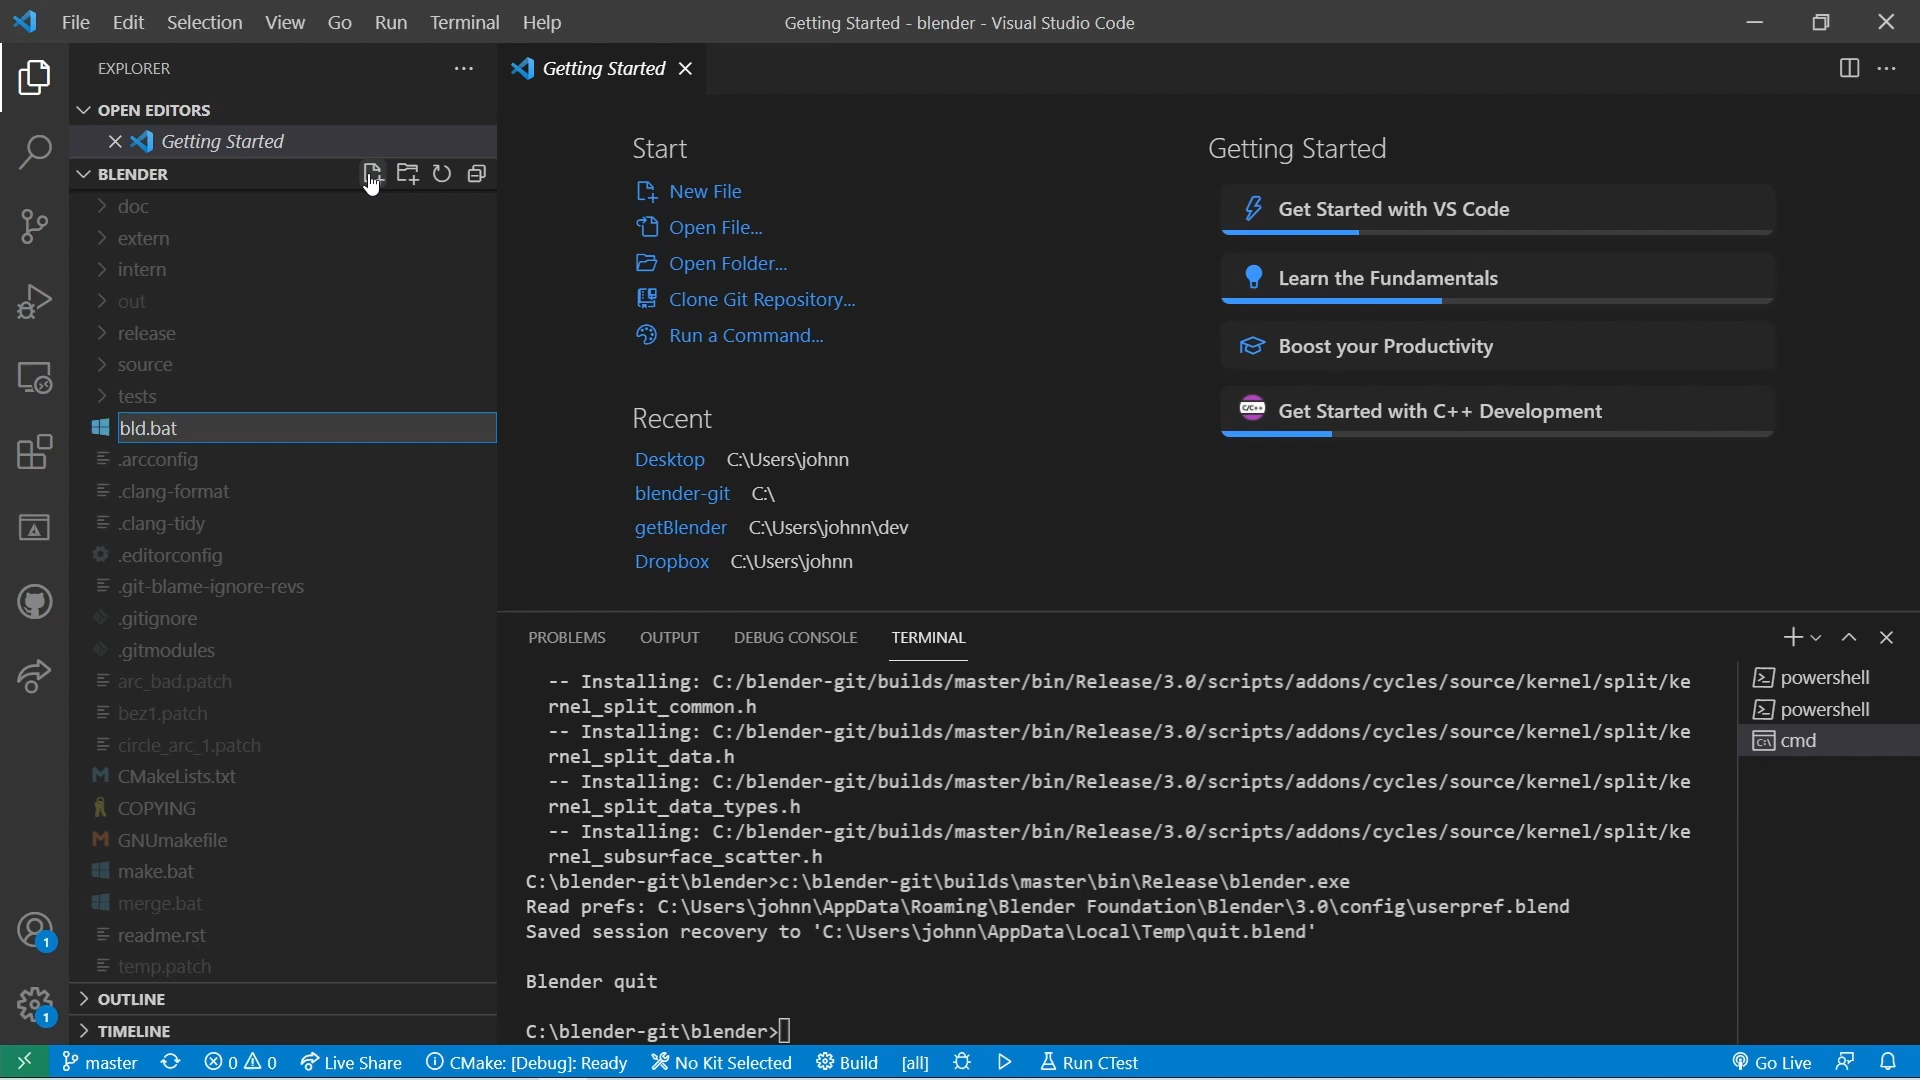 File Edit Selection View Go Run Terminal Help
Getting Started - blender - Visual Studio Code
EXPLORER
OPEN EDITORS
Getting Started
BLENDER
doc
extern
intern
out
release
source
tests
bld.bat
.arcconfig
.clang-format
.clang-tidy
.editorconfig
.git-blame-ignore-revs
.gitignore
.gitmodules
arc_bad.patch
bez1.patch
circle_arc_1.patch
CMakeLists.txt
COPYING
GNUmakefile
make.bat
merge.bat
readme.rst
temp.patch
OUTLINE
TIMELINE
Getting Started
Start
New File
Open File...
Open Folder...
Clone Git Repository...
Run a Command...
Recent
Desktop C:\Users\johnn
blender-git C:\
getBlender C:\Users\johnn\dev
Dropbox C:\Users\johnn
Getting Started
Get Started with VS Code
Learn the Fundamentals
Boost your Productivity
C/C++ Get Started with C++ Development
PROBLEMS OUTPUT DEBUG CONSOLE TERMINAL
-- Installing: C:/blender-git/builds/master/bin/Release/3.0/scripts/addons/cycles/source/kernel/split/ke
rnel_split_common.h
-- Installing: C:/blender-git/builds/master/bin/Release/3.0/scripts/addons/cycles/source/kernel/split/ke
rnel_split_data.h
-- Installing: C:/blender-git/builds/master/bin/Release/3.0/scripts/addons/cycles/source/kernel/split/ke
rnel_split_data_types.h
-- Installing: C:/blender-git/builds/master/bin/Release/3.0/scripts/addons/cycles/source/kernel/split/ke
rnel_subsurface_scatter.h
C:\blender-git\blender>c:\blender-git\builds\master\bin\Release\blender.exe
Read prefs: C:\Users\johnn\AppData\Roaming\Blender Foundation\Blender\3.0\config\userpref.blend
Saved session recovery to 'C:\Users\johnn\AppData\Local\Temp\quit.blend'
Blender quit
C:\blender-git\blender>
powershell
powershell
cmd
1
1
master 0 0 Live Share CMake: [Debug]: Ready No Kit Selected Build [all] Run CTest Go Live